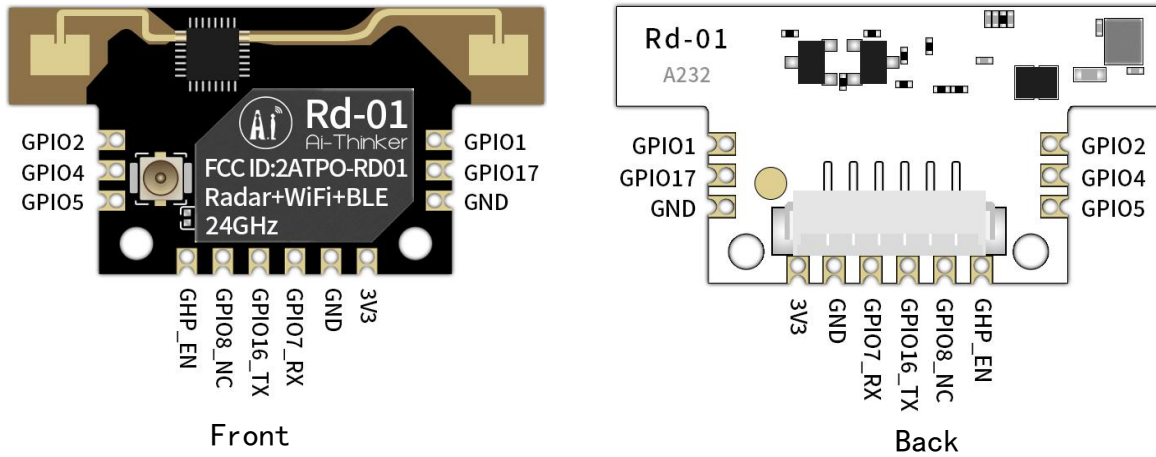 Rd-01
Ai-Thinker
FCC ID:2ATPO-RD01
Radar+WiFi+BLE
24GHz
GPIO2
GPIO4
GPIO5
GPIO1
GPIO17
GND
GHP_EN
GPIO8_NC
GPIO16_TX
GPIO7_RX
GND
3V3
Front
Rd-01
A232
GPIO1
GPIO17
GND
GPIO2
GPIO4
GPIO5
3V3
GND
GPIO7_RX
GPIO16_TX
GPIO8_NC
GHP_EN
Back